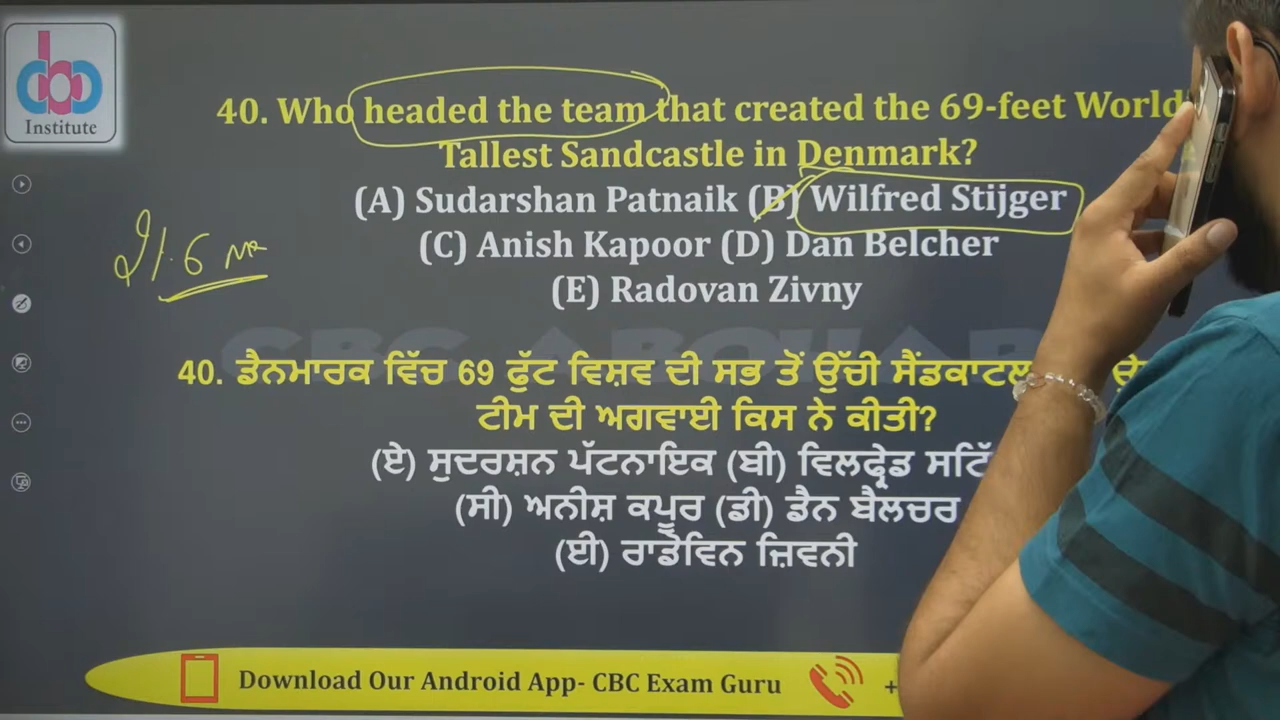 Institute
40. Who headed the team that created the 69-feet World
Tallest Sandcastle in Denmark?
(A) Sudarshan Patnaik (B) Wilfred Stijger
(C) Anish Kapoor (D) Dan Belcher
(E) Radovan Zivny
21.6
40. ਡੈਨਮਾਰਕ ਵਿੱਚ 69 ਫੁੱਟ ਵਿਸ਼ਵ ਦੀ ਸਭ ਤੋਂ ਉੱਚੀ
ਟੀਮ ਦੀ ਅਗਵਾਈ ਕਿਸ ਨੇ ਕੀਤੀ?
(ਏ) ਸੁਦਰਸ਼ਨ ਪੱਟਨਾਇਕ (ਬੀ) ਵਿਲਫ੍ਰੇਡ
(ਸੀ) ਅਨੀਸ਼ ਕਪੂਰ (ਡੀ) ਡੈਨ ਬੈਲਚਰ
(ਈ) ਰਾਡੋਵਿਨ ਜ਼ਿਵਨੀ
Download Our Android App- CBC Exam Guru
+